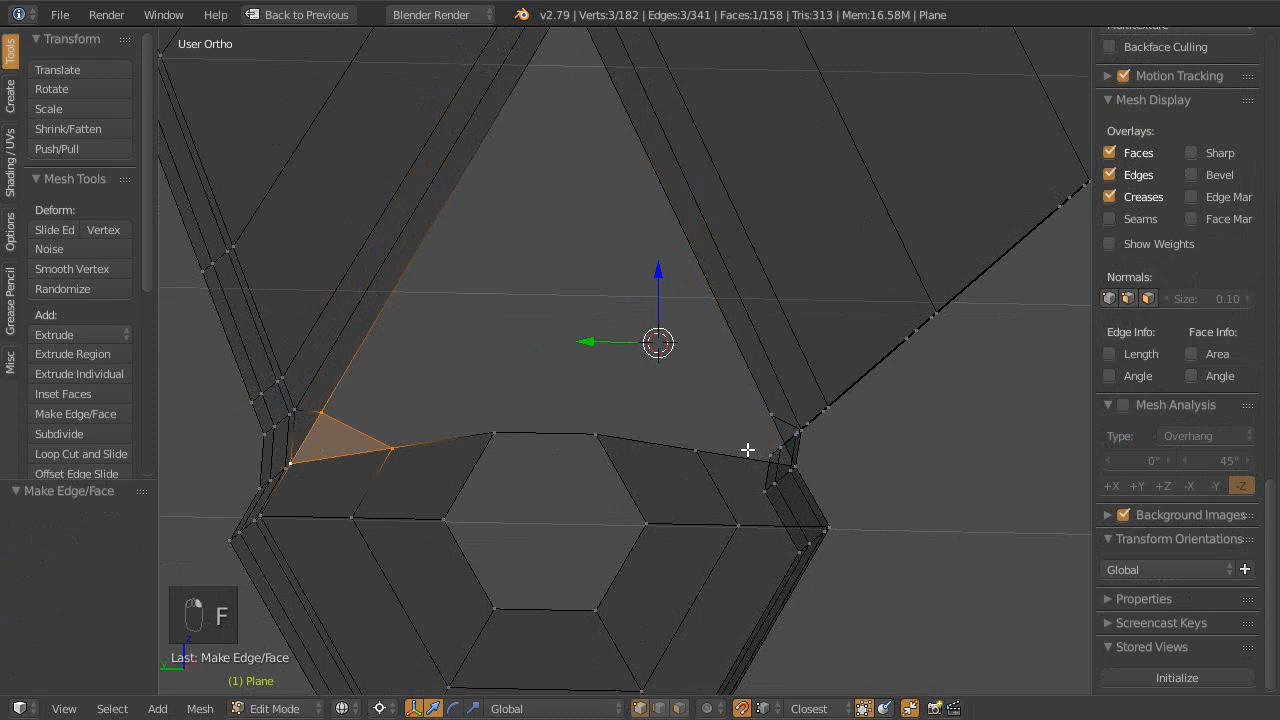 File Render Window Help Back to Previous Blender Render v2.79 | Verts:3/182 | Edges:3/341 | Faces:1/158 | Tris:313 | Mem:16.58M | Plane
Tools
Create
Shading / UVs
Options
Grease Pencil
Misc
Transform
Translate
Rotate
Scale
Shrink/Fatten
Push/Pull
Mesh Tools
Deform:
Slide Ed Vertex
Noise
Smooth Vertex
Randomize
Add:
Extrude
Extrude Region
Extrude Individual
Inset Faces
Make Edge/Face
Subdivide
Loop Cut and Slide
Offset Edge Slide
Make Edge/Face
User Ortho
F
z
y
Last: Make Edge/Face
(1) Plane
Backface Culling
Motion Tracking
Mesh Display
Overlays:
Faces Sharp
Edges Bevel
Creases Edge Mar
Seams Face Mar
Show Weights
Normals:
Size: 0.10
Edge Info: Face Info:
Length Area
Angle Angle
Mesh Analysis
Type: Overhang
0° 45°
+X +Y +Z -X -Y -Z
Background Images
Transform Orientations
Global
Properties
Screencast Keys
Stored Views
Initialize
View Select Add Mesh Edit Mode Global Closest